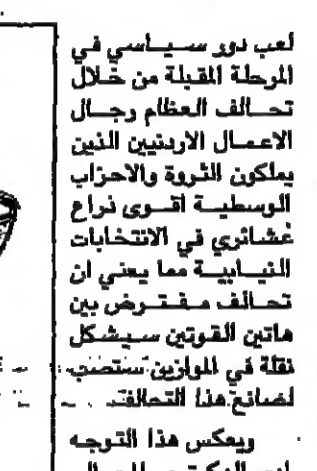 لعب دور سياسي في
المرحلة المقبلة من خلال
تحالف العظام رجال
الاعمال الاردنيين الذين
يملكون الثروة والاحزاب
الوسطية اقوى ذراع
عشائري في الانتخابات
النيابية مما يعني ان
تحالف مفترض بين
هاتين القوتين سيشكل
نقلة في الموازين ستصب
لصالح هذا التحالف.
ويعكس هذا التوجه